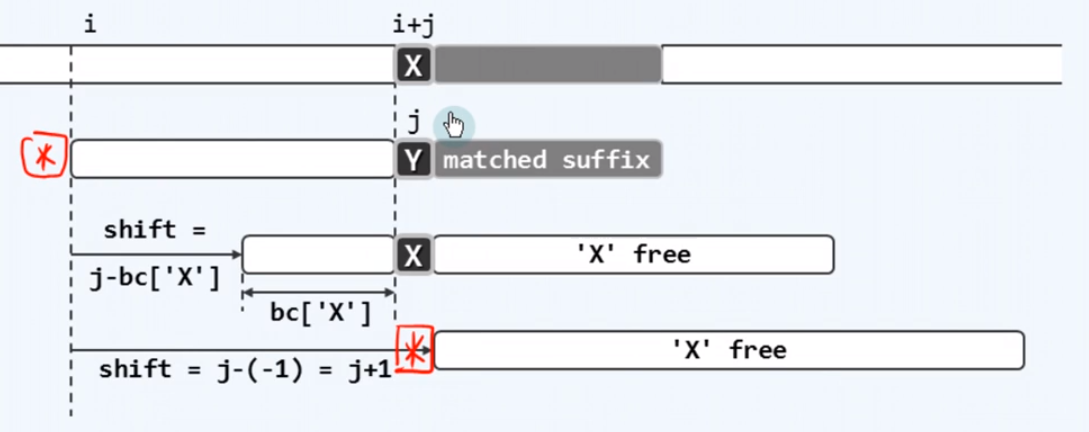 i i+j
X
j
* Y matched suffix
shift =
X 'X' free
j-bc['X']
bc['X']
* 'X' free
shift = j-(-1) = j+1